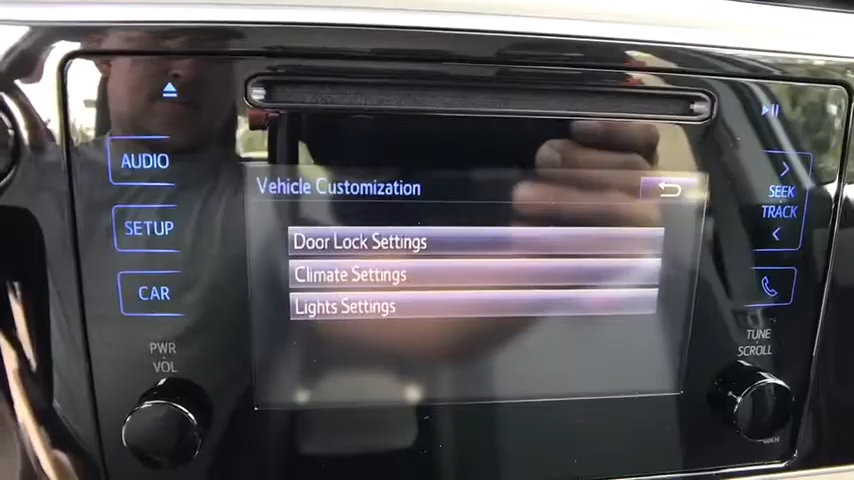 AUDIO
SETUP
CAR
PWR
VOL
Vehicle Customization
Door Lock Settings
Climate Settings
Lights Settings
SEEK
TRACK
TUNE
SCROLL